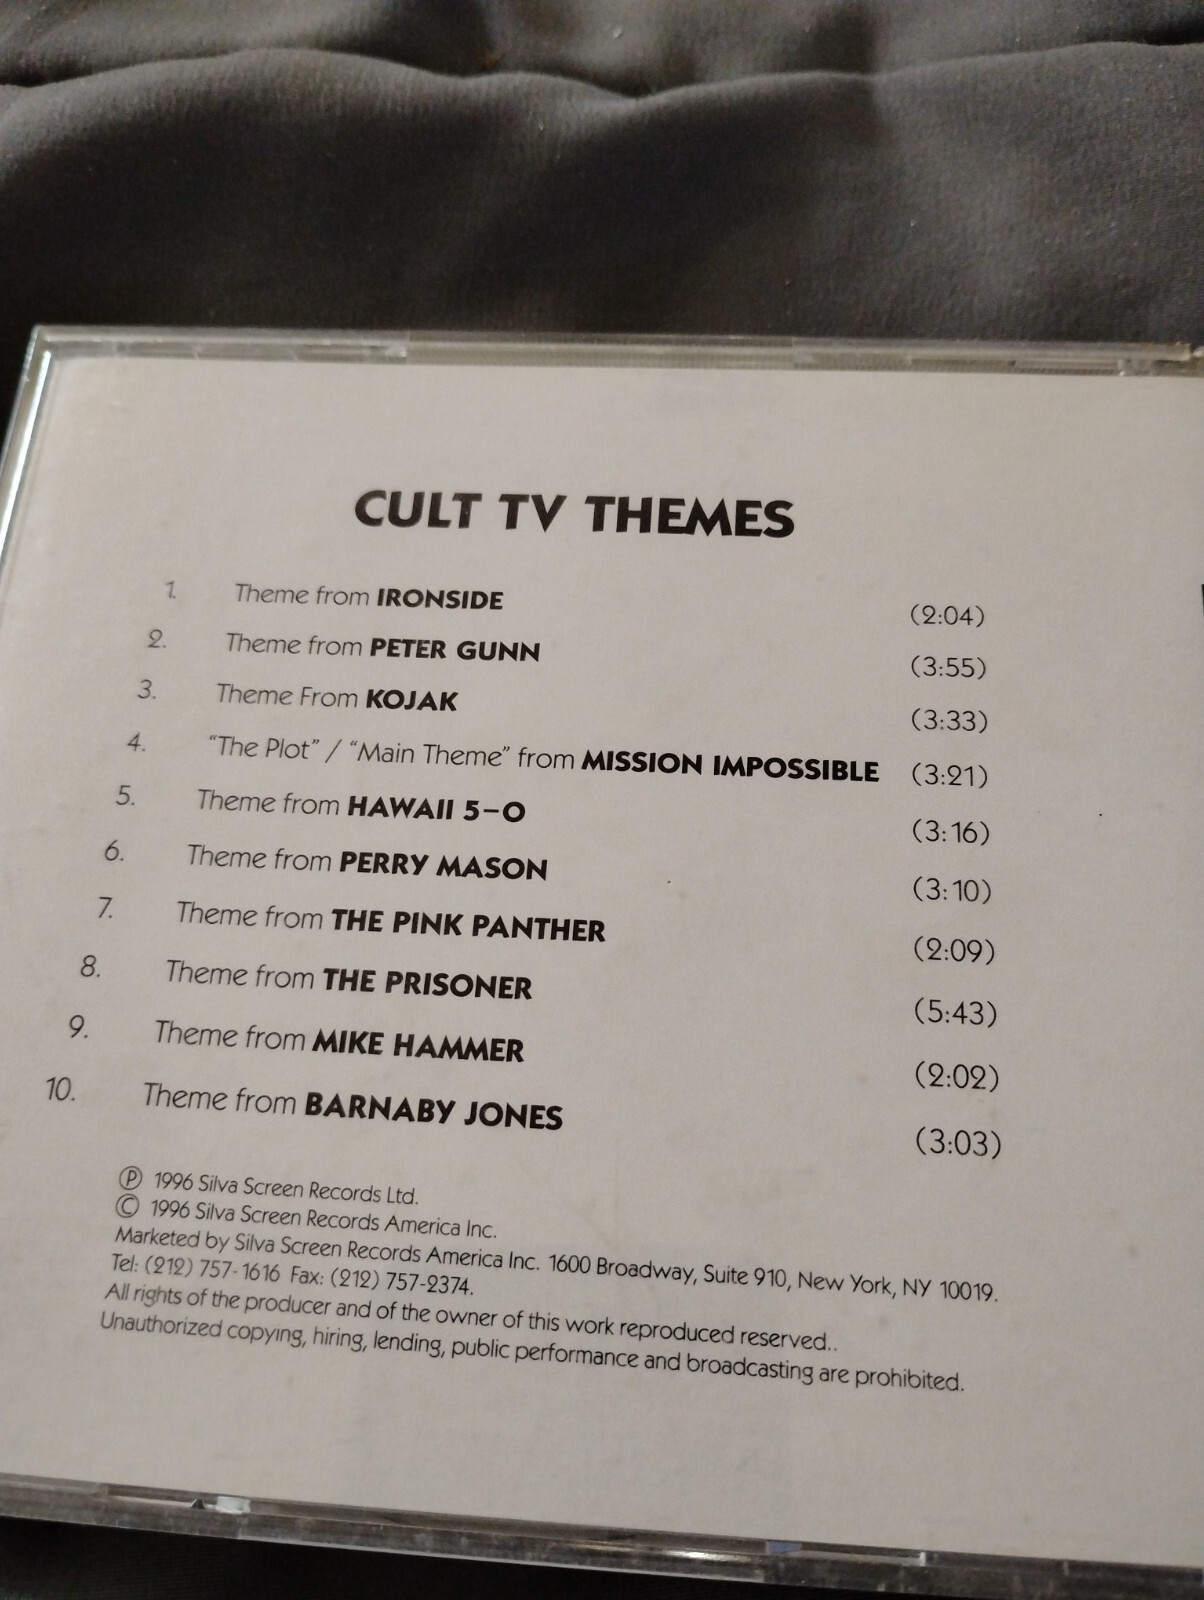 CULT TV THEMES
1. Theme from IRONSIDE (2:04)
2. Theme from PETER GUNN (3:55)
3. Theme From KOJAK (3:33)
4. "The Plot" / "Main Theme" from MISSION IMPOSSIBLE (3:21)
5. Theme from HAWAII 5-O (3:16)
6. Theme from PERRY MASON (3:10)
7. Theme from THE PINK PANTHER (2:09)
8. Theme from THE PRISONER (5:43)
9. Theme from MIKE HAMMER (2:02)
10. Theme from BARNABY JONES (3:03)
℗ 1996 Silva Screen Records Ltd.
© 1996 Silva Screen Records America Inc.
Marketed by Silva Screen Records America Inc. 1600 Broadway, Suite 910, New York, NY 10019.
Tel: (212) 757-1616 Fax: (212) 757-2374.
All rights of the producer and of the owner of this work reproduced reserved..
Unauthorized copying, hiring, lending, public performance and broadcasting are prohibited.